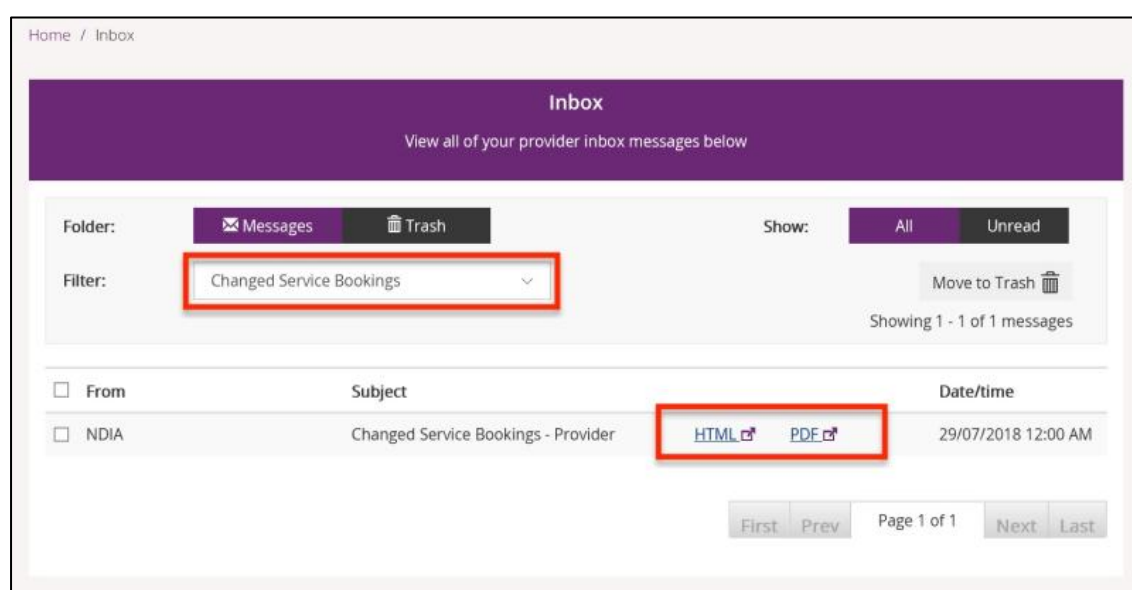 Home / Inbox
Inbox
View all of your provider inbox messages below
Folder: Messages Trash Show: All Unread
Filter: Changed Service Bookings Move to Trash
Showing 1 - 1 of 1 messages
From Subject Date/time
NDIA Changed Service Bookings - Provider HTML PDF 29/07/2018 12:00 AM
First Prev Page 1 of 1 Next Last